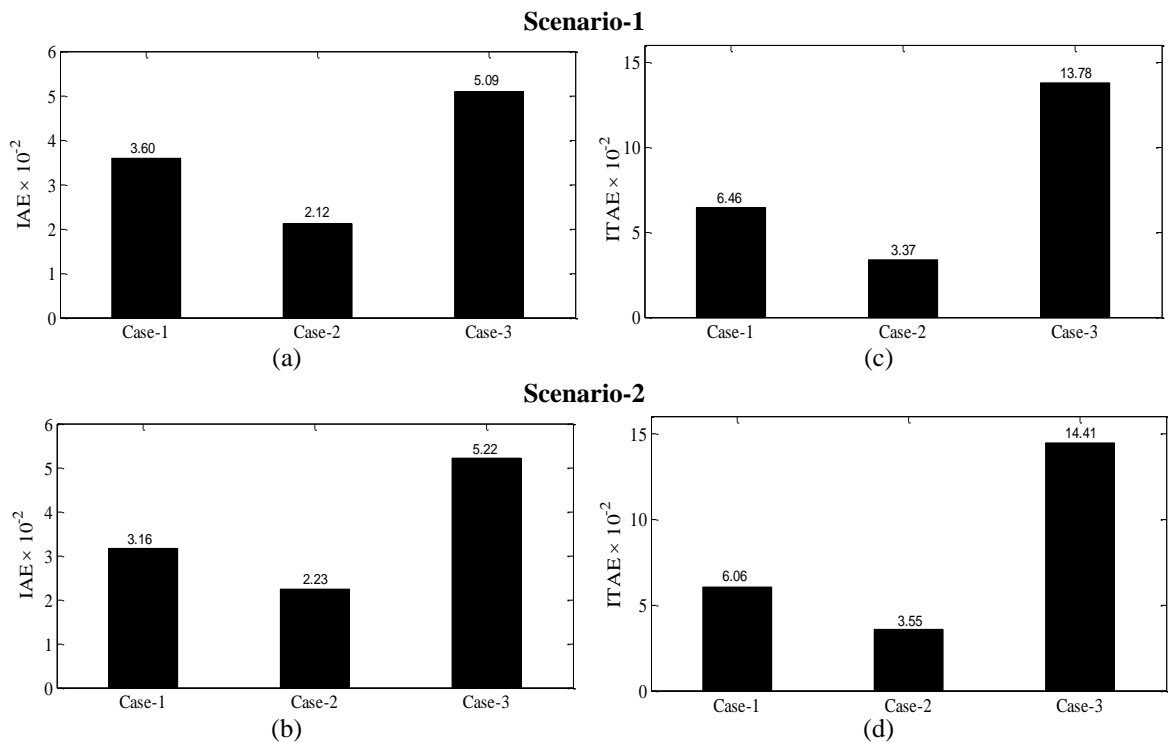 Scenario-1
6
5
4
3
2
1
0
IAE × 10-2
3.60
2.12
5.09
Case-1 Case-2 Case-3
(a)
15
10
5
0
ITAE × 10-2
6.46
3.37
13.78
Case-1 Case-2 Case-3
(c)
Scenario-2
6
5
4
3
2
1
0
IAE × 10-2
3.16
2.23
5.22
Case-1 Case-2 Case-3
(b)
15
10
5
0
ITAE × 10-2
6.06
3.55
14.41
Case-1 Case-2 Case-3
(d)